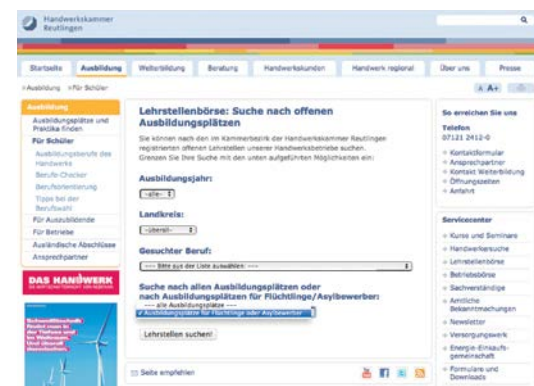 Handwerkskammer
Reutlingen
Startseite
Ausbildung
Weiterbildung
Beratung
Handwerkskunden
Handwerk regional
Über uns
Presse
Ausbildung
Für Schüler
A A+
Ausbildung
Ausbildungsplätze und
Praktika finden
Für Schüler
Ausbildungsberufe des
Handwerks
Berufe-Checker
Berufsorientierung
Tipps bei der
Berufswahl
Für Auszubildende
Für Betriebe
Ausländische Abschlüsse
Ansprechpartner
DAS HANDWERK
Lehrstellenbörse: Suche nach offenen
Ausbildungsplätzen
Sie können nach den im Kammerbezirk der Handwerkskammer Reutlingen
registrierten offenen Lehrstellen unserer Handwerksbetriebe suchen.
Grenzen Sie Ihre Suche mit den unten aufgeführten Möglichkeiten ein:
Ausbildungsjahr:
-alle-
Landkreis:
-überall-
Gesuchter Beruf:
--- Bitte aus der Liste auswählen ---
Suche nach allen Ausbildungsplätzen oder
nach Ausbildungsplätzen für Flüchtlinge/Asylbewerber:
--- alle Ausbildungsplätze ---
✓ Ausbildungsplätze für Flüchtlinge oder Asylbewerber
Lehrstellen suchen!
Seite empfehlen
So erreichen Sie uns
Telefon
07121 2412-0
Kontaktformular
Ansprechpartner
Kontakt Weiterbildung
Öffnungszeiten
Anfahrt
Servicecenter
Kurse und Seminare
Handwerkersuche
Lehrstellenbörse
Betriebsbörse
Sachverständige
Amtliche
Bekanntmachungen
Newsletter
Versorgungswerk
Energie-Einkaufs-
gemeinschaft
Formulare und
Downloads